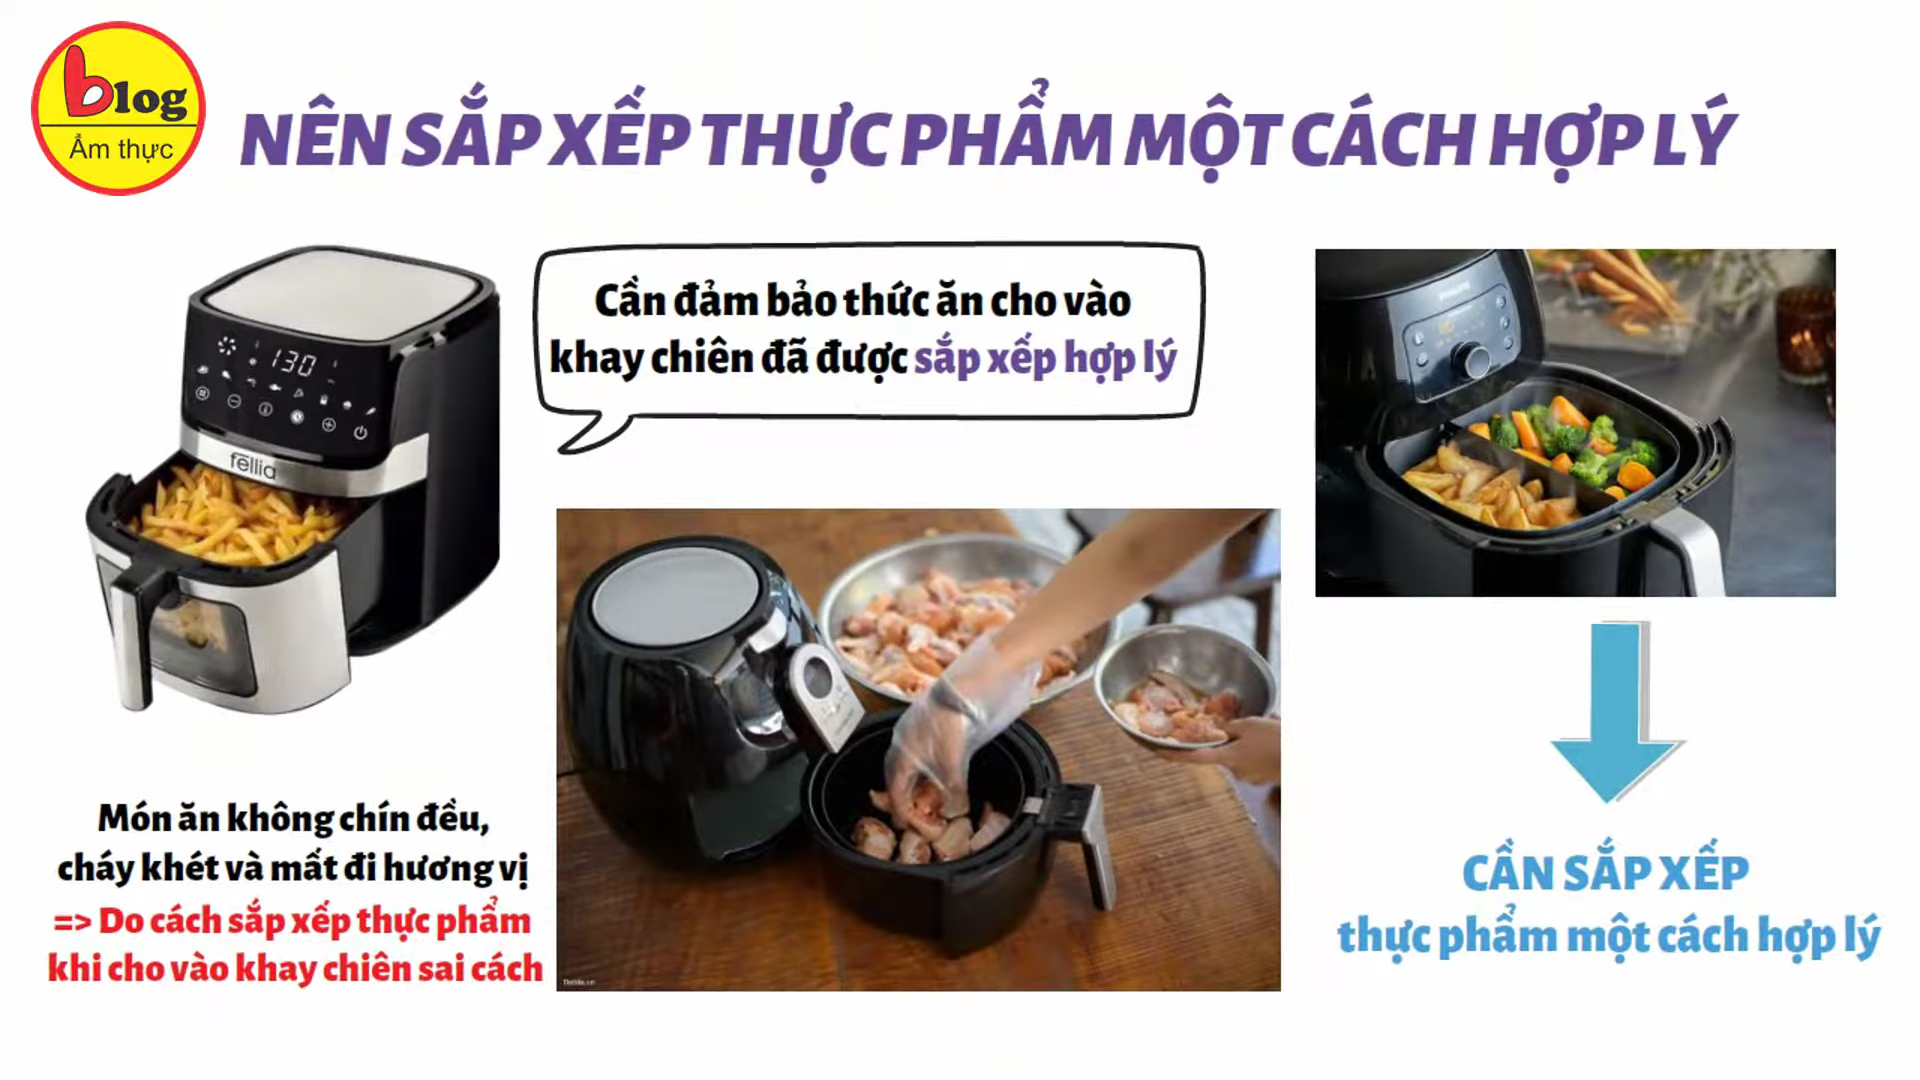 blog
Ẩm thực
NÊN SẮP XẾP THỰC PHẨM MỘT CÁCH HỢP LÝ
Cần đảm bảo thức ăn cho vào
khay chiên đã được sắp xếp hợp lý
130
fellia
PHILIPS
Món ăn không chín đều,
cháy khét và mất đi hương vị
=> Do cách sắp xếp thực phẩm
khi cho vào khay chiên sai cách
CẦN SẮP XẾP
thực phẩm một cách hợp lý